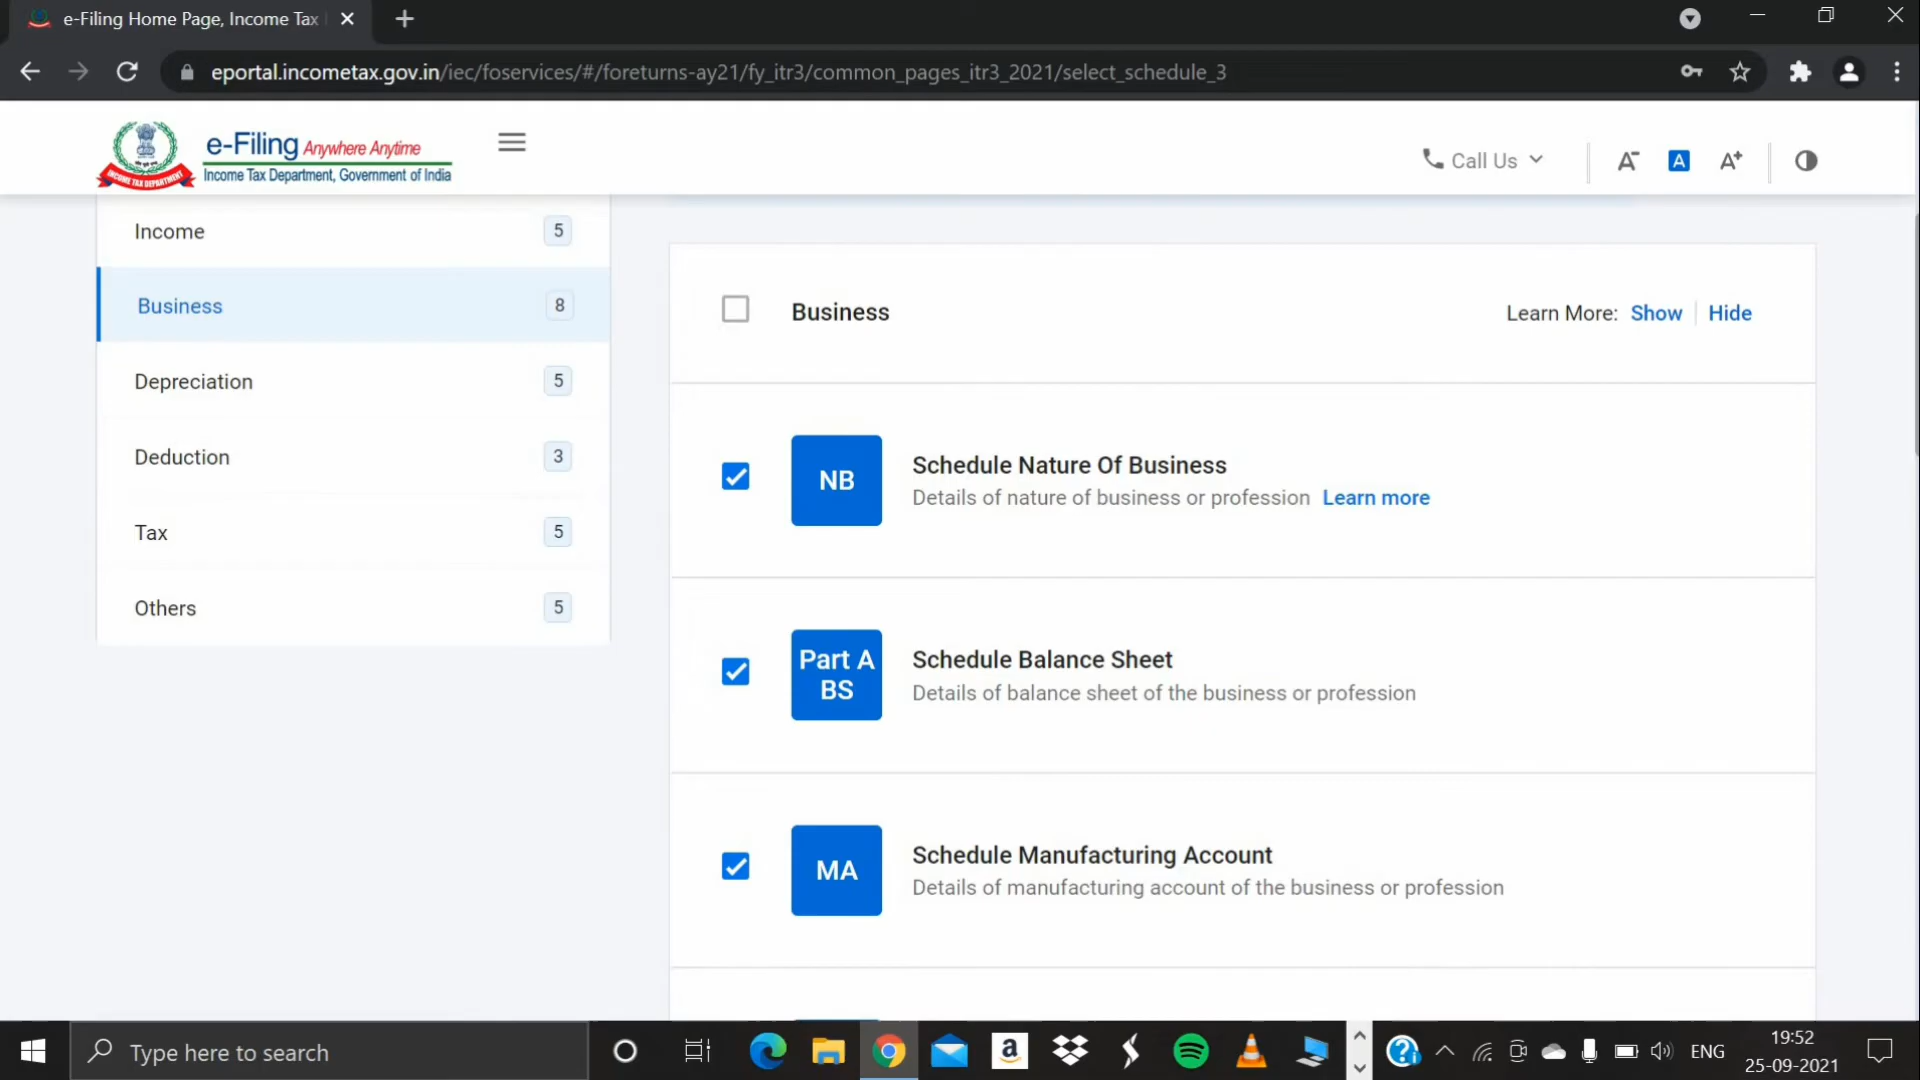 e-Filing Home Page, Income Tax
eportal.incometax.gov.in/iec/foservices/#/foreturns-ay21/fy_itr3/common_pages_itr3_2021/select_schedule_3
e-Filing Anywhere Anytime
Income Tax Department, Government of India
INCOME TAX DEPARTMENT
Call Us
A-
A
A+
Income 5
Business 8
Depreciation 5
Deduction 3
Tax 5
Others 5
Business
Learn More: Show Hide
NB
Schedule Nature Of Business
Details of nature of business or profession Learn more
Part A
BS
Schedule Balance Sheet
Details of balance sheet of the business or profession
MA
Schedule Manufacturing Account
Details of manufacturing account of the business or profession
Type here to search
a
ENG
19:52
25-09-2021